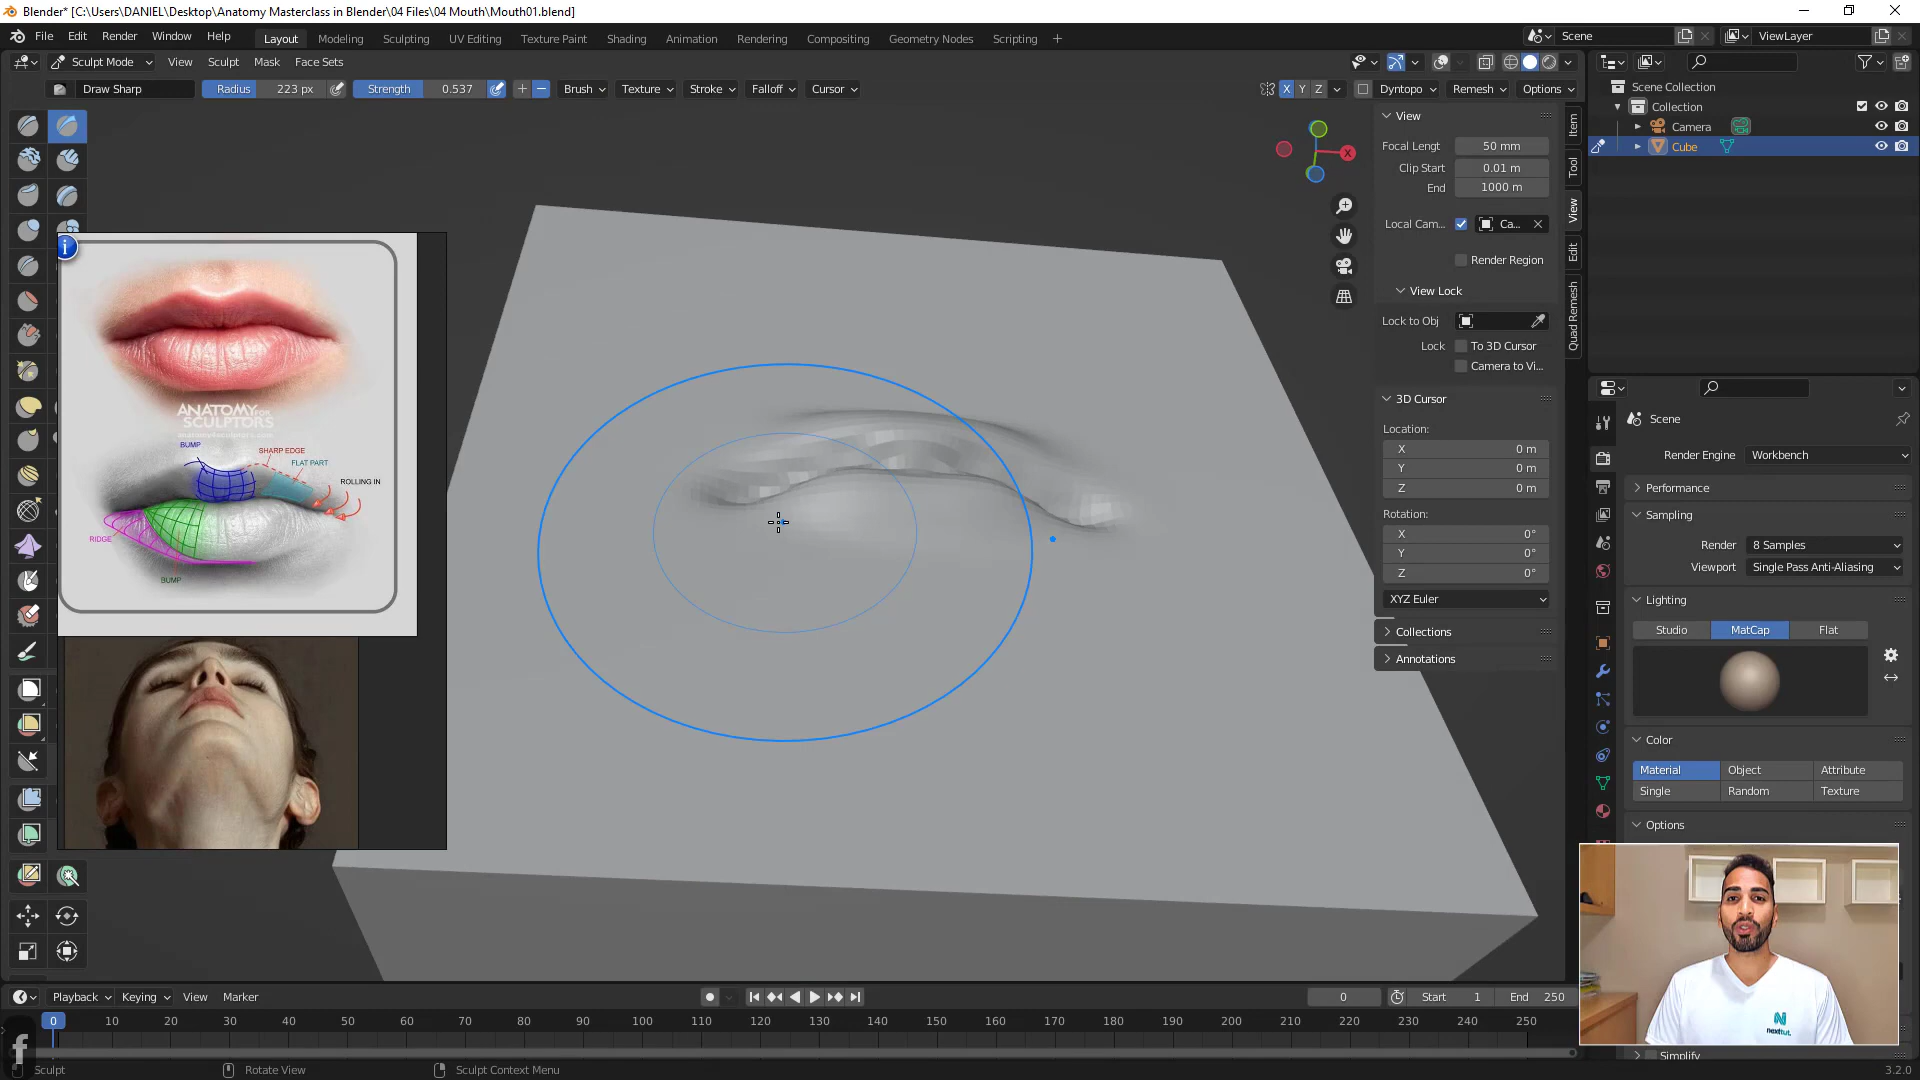 Blender* [C:\Users\DANIEL\Desktop\Anatomy Masterclass in Blender\04 Files\04 Mouth\Mouth01.blend]
File Edit Render Window Help Layout Modeling Sculpting UV Editing Texture Paint Shading Animation Rendering Compositing Geometry Nodes Scripting + Scene ViewLayer
Sculpt Mode View Sculpt Mask Face Sets
Draw Sharp Radius 223 px Strength 0.537 Brush Texture Stroke Falloff Cursor X Y Z Dyntopo Remesh Options
Scene Collection
Collection
Camera
Cube
View
Focal Lengt 50 mm
Clip Start 0.01 m
End 1000 m
Local Cam... Ca...
Render Region
View Lock
Lock to Obj
Lock To 3D Cursor
Camera to Vi...
3D Cursor
Location:
X 0 m
Y 0 m
Z 0 m
Rotation:
X 0°
Y 0°
Z 0°
XYZ Euler
Collections
Annotations
Item
Tool
View
Edit
Quad Remesh
X
ANATOMY FOR
SCULPTORS
BUMP
SHARP EDGE
FLAT PART
ROLLING IN
RIDGE
BUMP
Scene
Render Engine Workbench
Performance
Sampling
Render 8 Samples
Viewport Single Pass Anti-Aliasing
Lighting
Studio MatCap Flat
Color
Material Object Attribute
Single Random Texture
Options
Simplify
nexttut.
Playback Keying View Marker 0 Start 1 End 250
0 10 20 30 40 50 60 70 80 90 100 110 120 130 140 150 160 170 180 190 200 210 220 230 240 250
f
Sculpt Rotate View Sculpt Context Menu 3.2.0